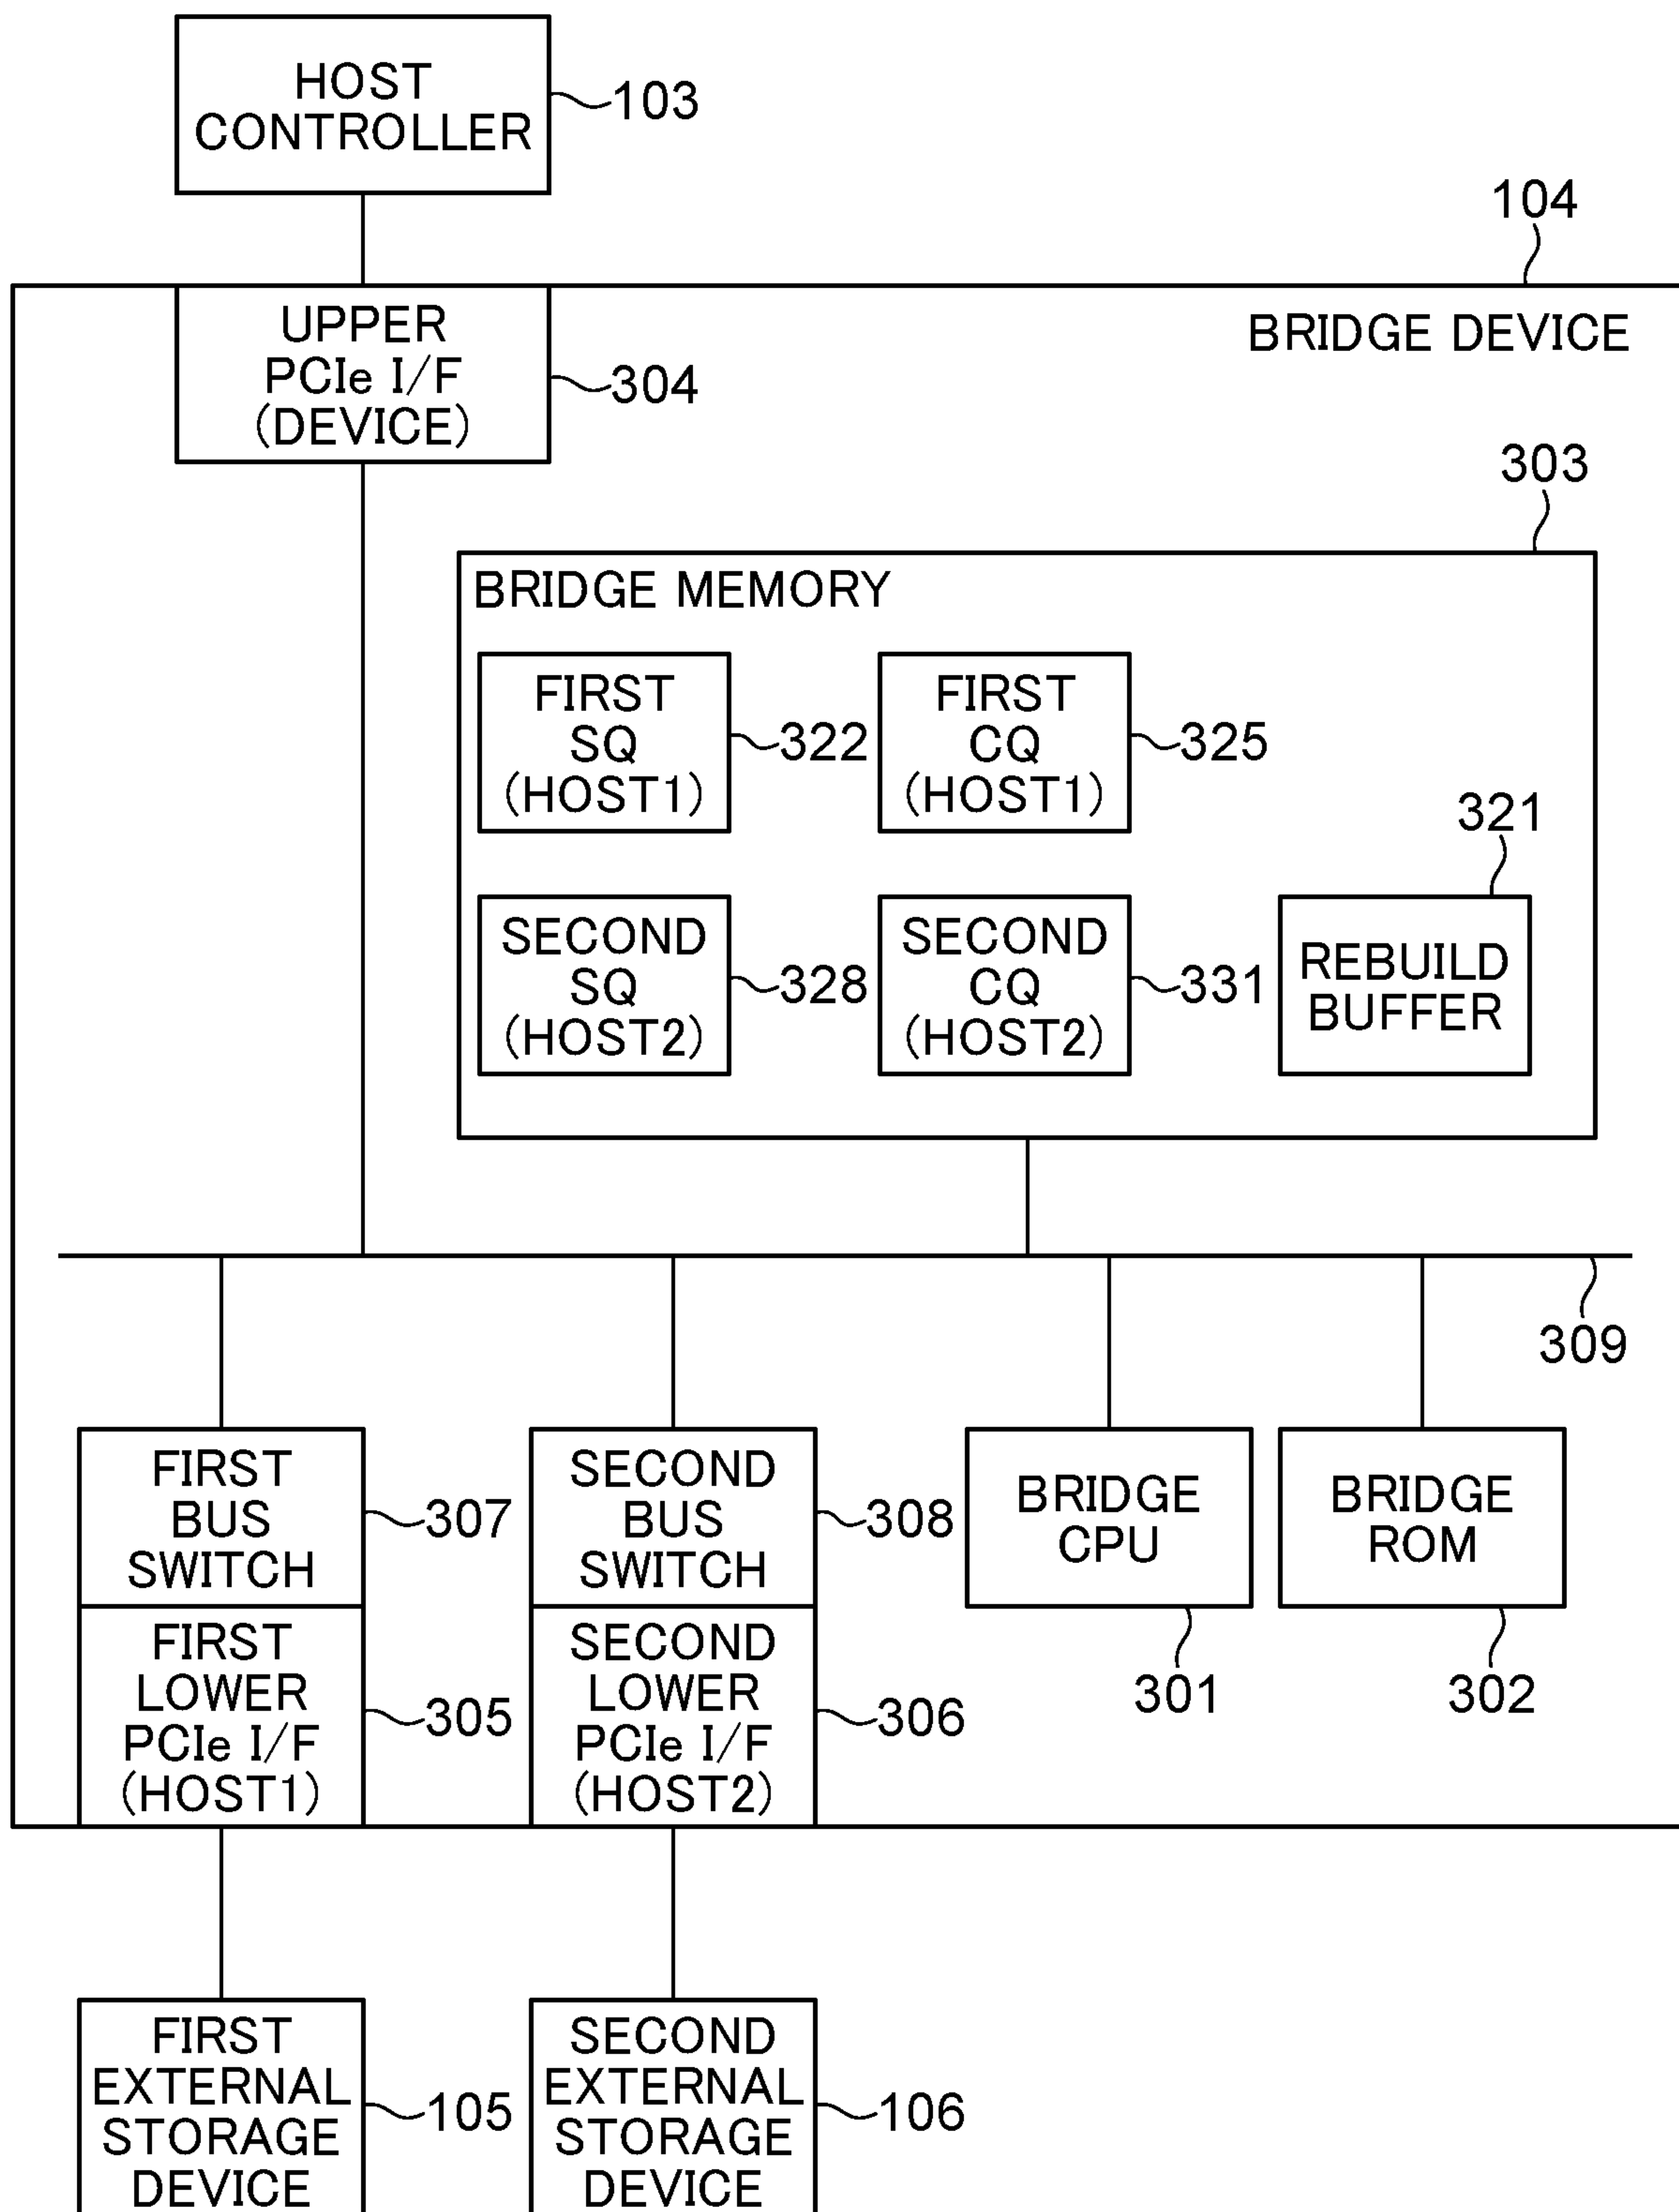 HOST
CONTROLLER
103
104
UPPER
PCIe I/F
(DEVICE)
304
BRIDGE DEVICE
303
BRIDGE MEMORY
FIRST
SQ
(HOST1)
322
FIRST
CQ
(HOST1)
325
321
SECOND
SQ
(HOST2)
328
SECOND
CQ
(HOST2)
331
REBUILD
BUFFER
309
FIRST
BUS
SWITCH
307
SECOND
BUS
SWITCH
308
BRIDGE
CPU
BRIDGE
ROM
FIRST
LOWER
PCIe I/F
(HOST1)
305
SECOND
LOWER
PCIe I/F
(HOST2)
306
301
302
FIRST
EXTERNAL
STORAGE
DEVICE
105
SECOND
EXTERNAL
STORAGE
DEVICE
106